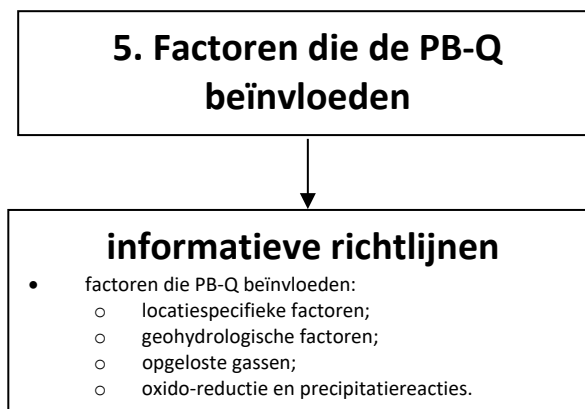 5. Factoren die de PB-Q
beïnvloeden
informatieve richtlijnen
• factoren die PB-Q beïnvloeden:
o locatiespecifieke factoren;
o geohydrologische factoren;
o opgeloste gassen;
o oxido-reductie en precipitatiereacties.